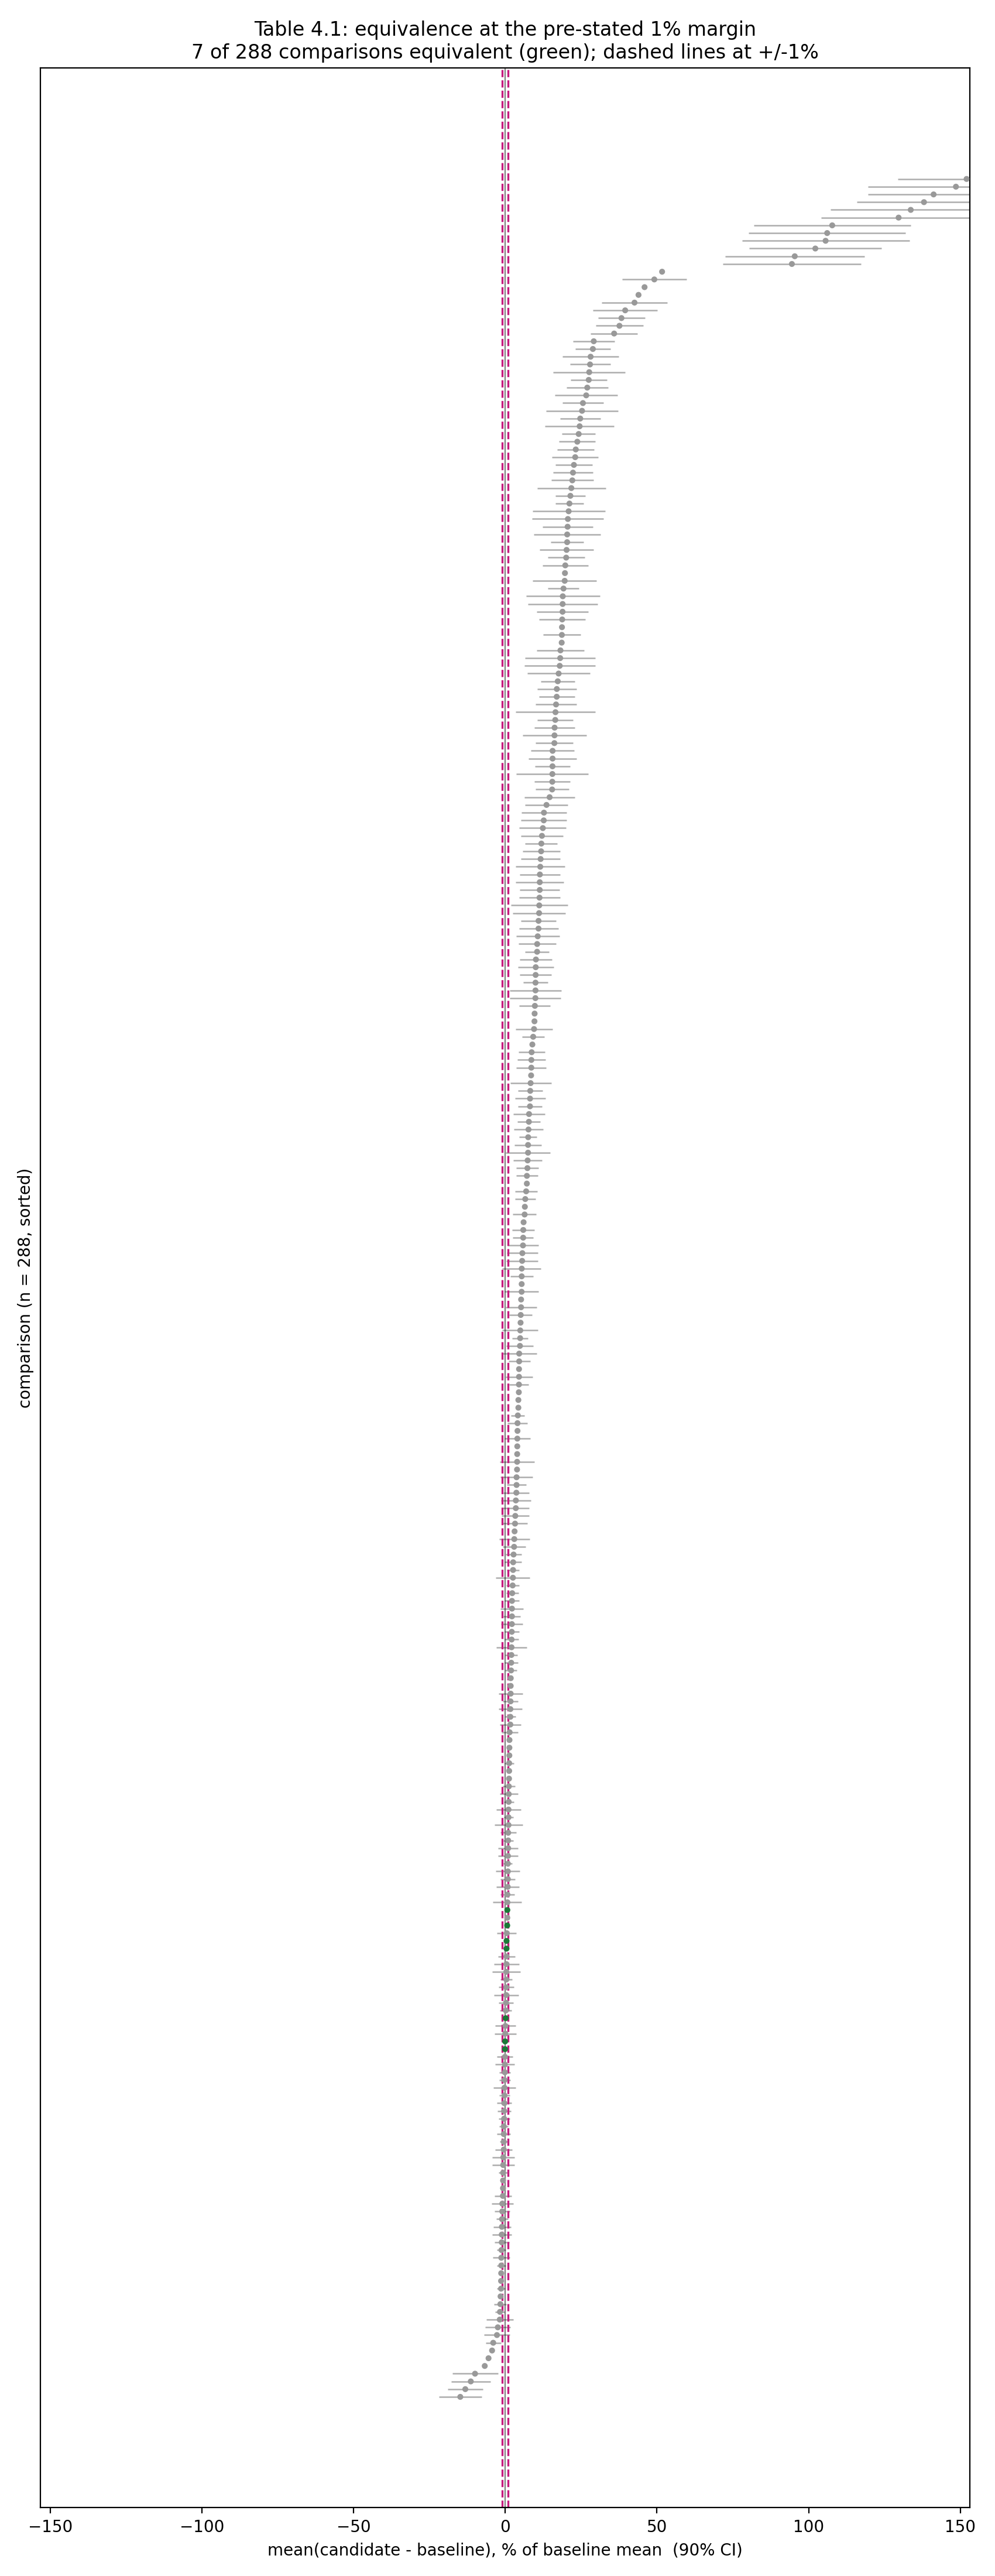 Table 4.1: equivalence at the pre-stated 1% margin
7 of 288 comparisons equivalent (green); dashed lines at +/-1%
comparison (n = 288, sorted)
−150 −100 −50 0 50 100 150
mean(candidate - baseline), % of baseline mean (90% CI)